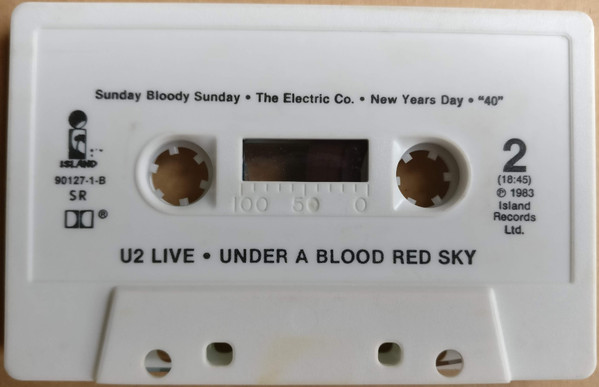 Sunday Bloody Sunday • The Electric Co. • New Years Day • "40"
ISLAND
90127-1-B
SR
®
100 50 0
2
(18:45)
℗ 1983
Island
Records
Ltd.
U2 LIVE • UNDER A BLOOD RED SKY